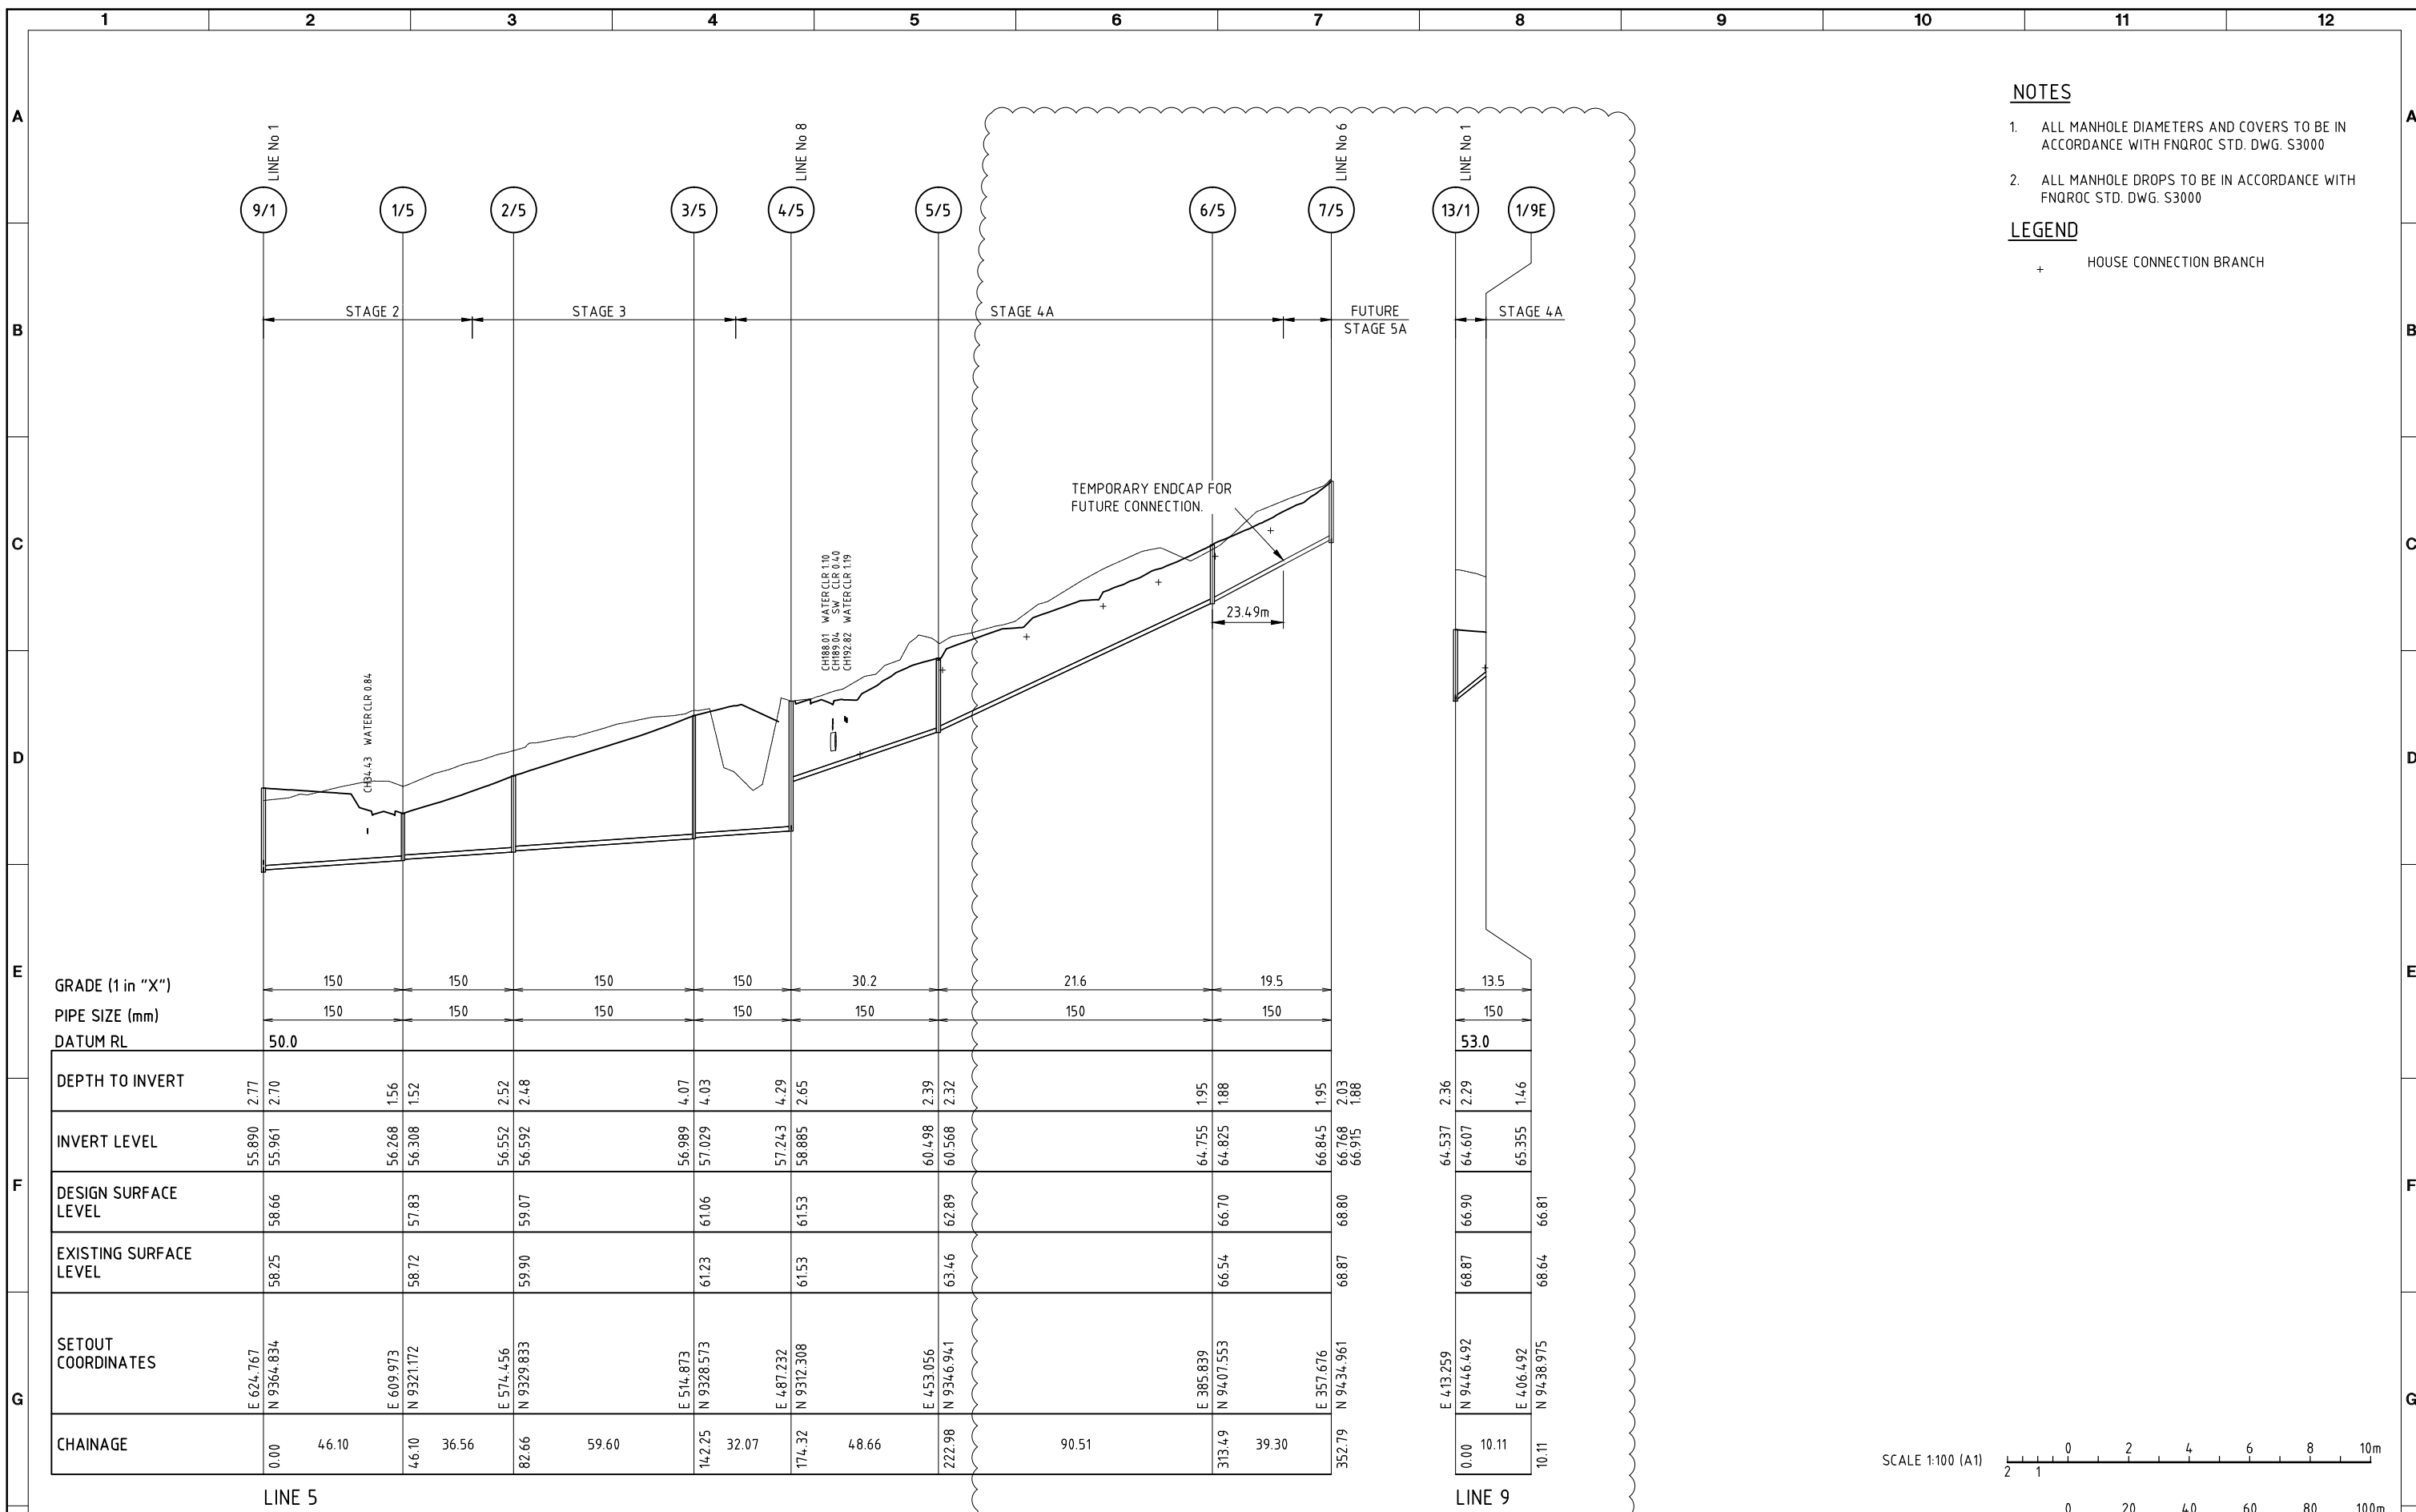 1 2 3 4 5 6 7 8 9 10 11 12
A A
B B
C C
D D
E E
F F
G G
NOTES
1. ALL MANHOLE DIAMETERS AND COVERS TO BE IN
ACCORDANCE WITH FNQROC STD. DWG. S3000
2. ALL MANHOLE DROPS TO BE IN ACCORDANCE WITH
FNQROC STD. DWG. S3000
LEGEND
+ HOUSE CONNECTION BRANCH
LINE No 1
LINE No 8
LINE No 6
LINE No 1
9/1 1/5 2/5 3/5 4/5 5/5 6/5 7/5 13/1 1/9E
STAGE 2 STAGE 3 STAGE 4A FUTURE STAGE 4A
STAGE 5A
TEMPORARY ENDCAP FOR
FUTURE CONNECTION.
23.49m
CH34.43 WATER CLR 0.84
CH188.01 WATER CLR 1.10
CH189.04 SW CLR 0.40
CH192.82 WATER CLR 1.19
GRADE (1 in "X") 150 150 150 150 30.2 21.6 19.5 13.5
PIPE SIZE (mm) 150 150 150 150 150 150 150 150
DATUM RL 50.0 53.0
DEPTH TO INVERT 2.77 2.70 1.56 1.52 2.52 2.48 4.07 4.03 4.29 2.65 2.39 2.32 1.95 1.88 1.95 2.03 1.88 2.36 2.29 1.46
INVERT LEVEL 55.890 55.961 56.268 56.308 56.552 56.592 56.989 57.029 57.243 58.885 60.498 60.568 64.755 64.825 66.845 66.768 66.915 64.537 64.607 65.355
DESIGN SURFACE
LEVEL 58.66 57.83 59.07 61.06 61.53 62.89 66.70 68.80 66.90 66.81
EXISTING SURFACE
LEVEL 58.25 58.72 59.90 61.23 61.53 63.46 66.54 68.87 68.87 68.64
SETOUT
COORDINATES
E 624.767 N 9364.834
E 609.973 N 9321.172
E 574.456 N 9329.833
E 514.873 N 9328.573
E 487.232 N 9312.308
E 453.056 N 9346.941
E 385.839 N 9407.553
E 357.676 N 9434.961
E 413.259 N 9446.492
E 406.492 N 9438.975
CHAINAGE 0.00 46.10 46.10 36.56 82.66 59.60 142.25 32.07 174.32 48.66 222.98 90.51 313.49 39.30 352.79 0.00 10.11 10.11
LINE 5 LINE 9
SCALE 1:100 (A1) 2 1 0 2 4 6 8 10m
0 20 40 60 80 100m